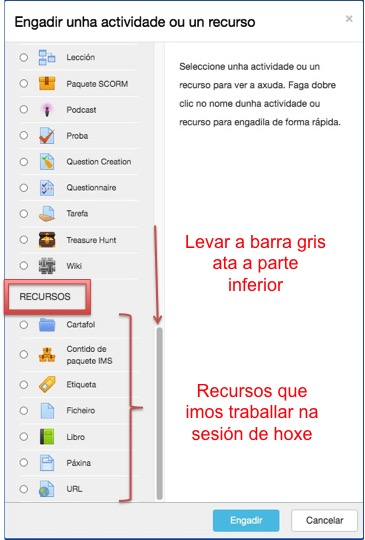 Engadir unha actividade ou un recurso
×
Lección
Paquete SCORM
Podcast
Proba
Question Creation
Questionnaire
Tarefa
Treasure Hunt
Wiki
RECURSOS
Cartafol
Contido de
paquete IMS
Etiqueta
Ficheiro
Libro
Páxina
URL
Seleccione unha actividade ou un
recurso para ver a axuda. Faga dobre
clic no nome dunha actividade ou
recurso para engadila de forma rápida.
Levar a barra gris
ata a parte
inferior
Recursos que
imos traballar na
sesión de hoxe
Engadir
Cancelar